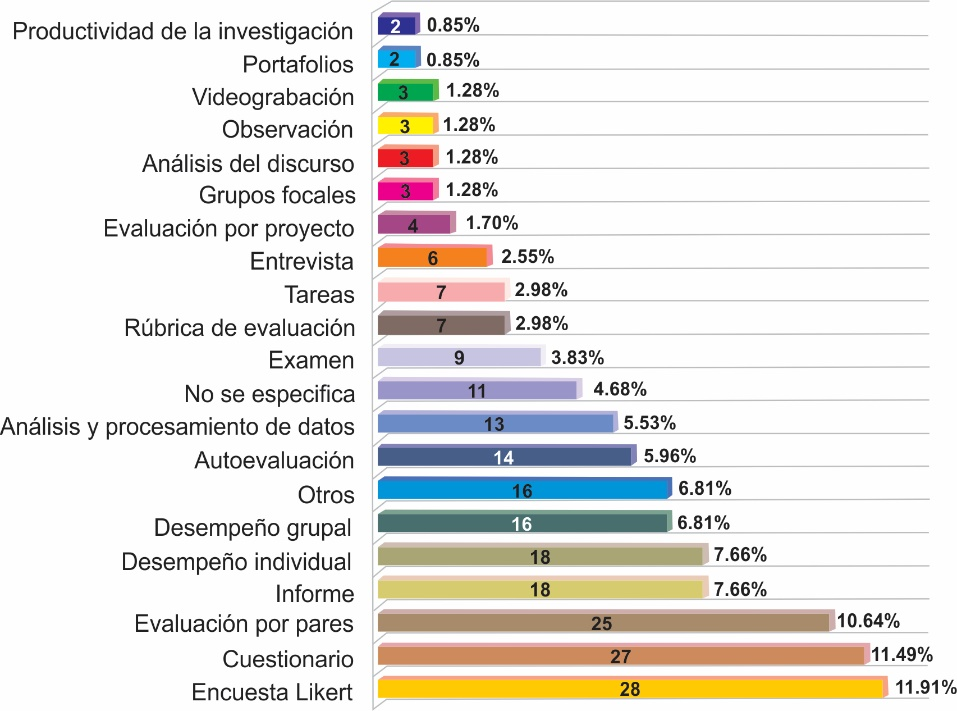 Productividad de la investigación 2 0.85%
Portafolios 2 0.85%
Videograbación 3 1.28%
Observación 3 1.28%
Análisis del discurso 3 1.28%
Grupos focales 3 1.28%
Evaluación por proyecto 4 1.70%
Entrevista 6 2.55%
Tareas 7 2.98%
Rúbrica de evaluación 7 2.98%
Examen 9 3.83%
No se especifica 11 4.68%
Análisis y procesamiento de datos 13 5.53%
Autoevaluación 14 5.96%
Otros 16 6.81%
Desempeño grupal 16 6.81%
Desempeño individual 18 7.66%
Informe 18 7.66%
Evaluación por pares 25 10.64%
Cuestionario 27 11.49%
Encuesta Likert 28 11.91%